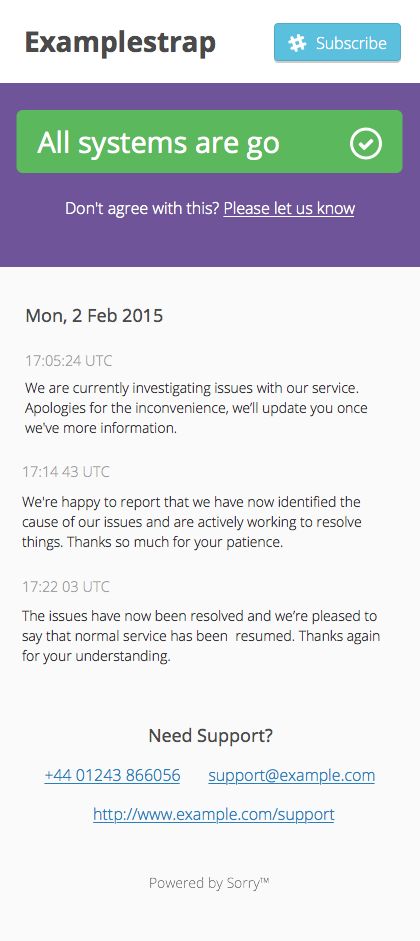 Examplestrap
Subscribe
All systems are go
Don't agree with this? Please let us know
Mon, 2 Feb 2015
17:05:24 UTC
We are currently investigating issues with our service.
Apologies for the inconvenience, we’ll update you once
we've more information.
17:14 43 UTC
We're happy to report that we have now identified the
cause of our issues and are actively working to resolve
things. Thanks so much for your patience.
17:22 03 UTC
The issues have now been resolved and we’re pleased to
say that normal service has been  resumed. Thanks again
for your understanding.
Need Support?
+44 01243 866056 support@example.com
http://www.example.com/support
Powered by Sorry™